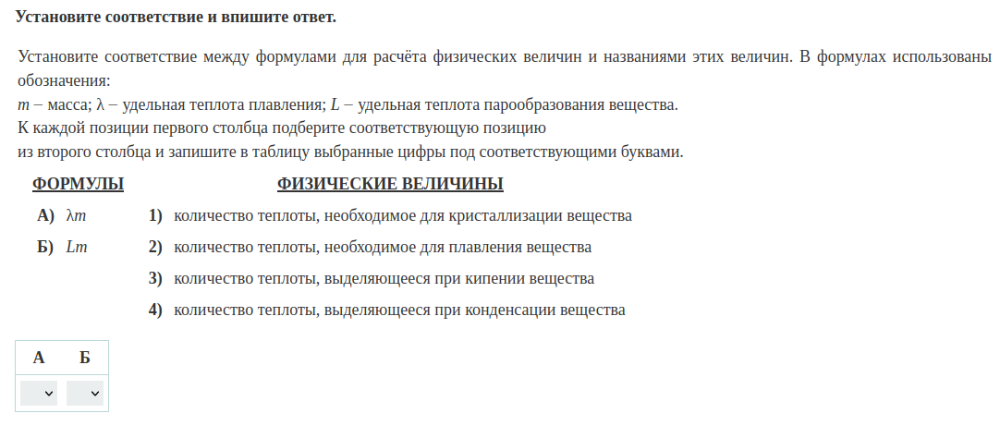 Установите соответствие и впишите ответ.
Установите соответствие между формулами для расчёта физических величин и названиями этих величин. В формулах использованы
обозначения:
m – масса; λ – удельная теплота плавления; L – удельная теплота парообразования вещества.
К каждой позиции первого столбца подберите соответствующую позицию
из второго столбца и запишите в таблицу выбранные цифры под соответствующими буквами.
ФОРМУЛЫ ФИЗИЧЕСКИЕ ВЕЛИЧИНЫ
А) λm 1) количество теплоты, необходимое для кристаллизации вещества
Б) Lm 2) количество теплоты, необходимое для плавления вещества
3) количество теплоты, выделяющееся при кипении вещества
4) количество теплоты, выделяющееся при конденсации вещества
А Б